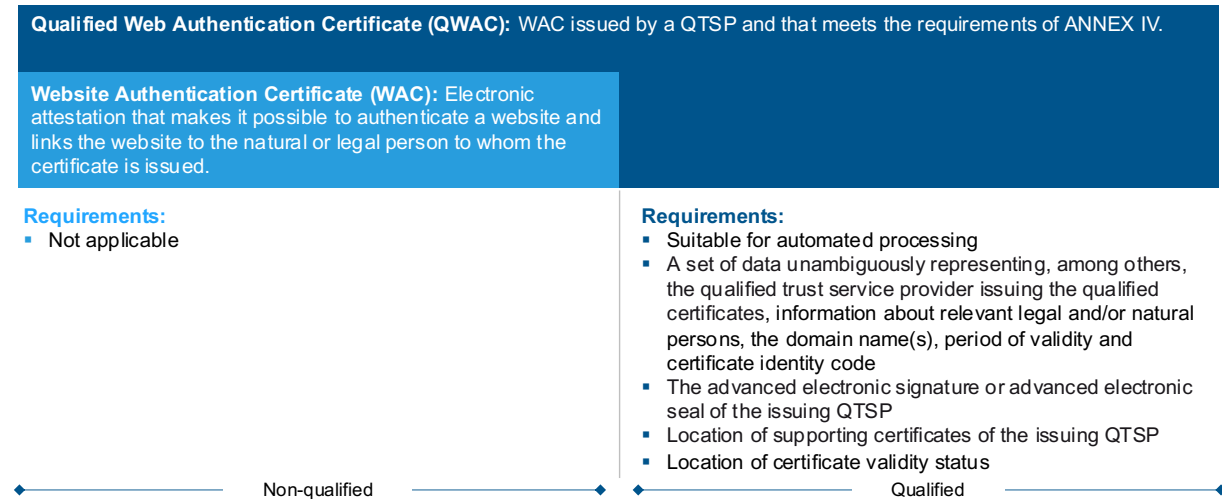 Qualified Web Authentication Certificate (QWAC): WAC issued by a QTSP and that meets the requirements of ANNEX IV.
Website Authentication Certificate (WAC): Electronic
attestation that makes it possible to authenticate a website and
links the website to the natural or legal person to whom the
certificate is issued.
Requirements:
▪ Not applicable
Requirements:
▪ Suitable for automated processing
▪ A set of data unambiguously representing, among others,
the qualified trust service provider issuing the qualified
certificates, information about relevant legal and/or natural
persons, the domain name(s), period of validity and
certificate identity code
▪ The advanced electronic signature or advanced electronic
seal of the issuing QTSP
▪ Location of supporting certificates of the issuing QTSP
▪ Location of certificate validity status
Non-qualified
Qualified